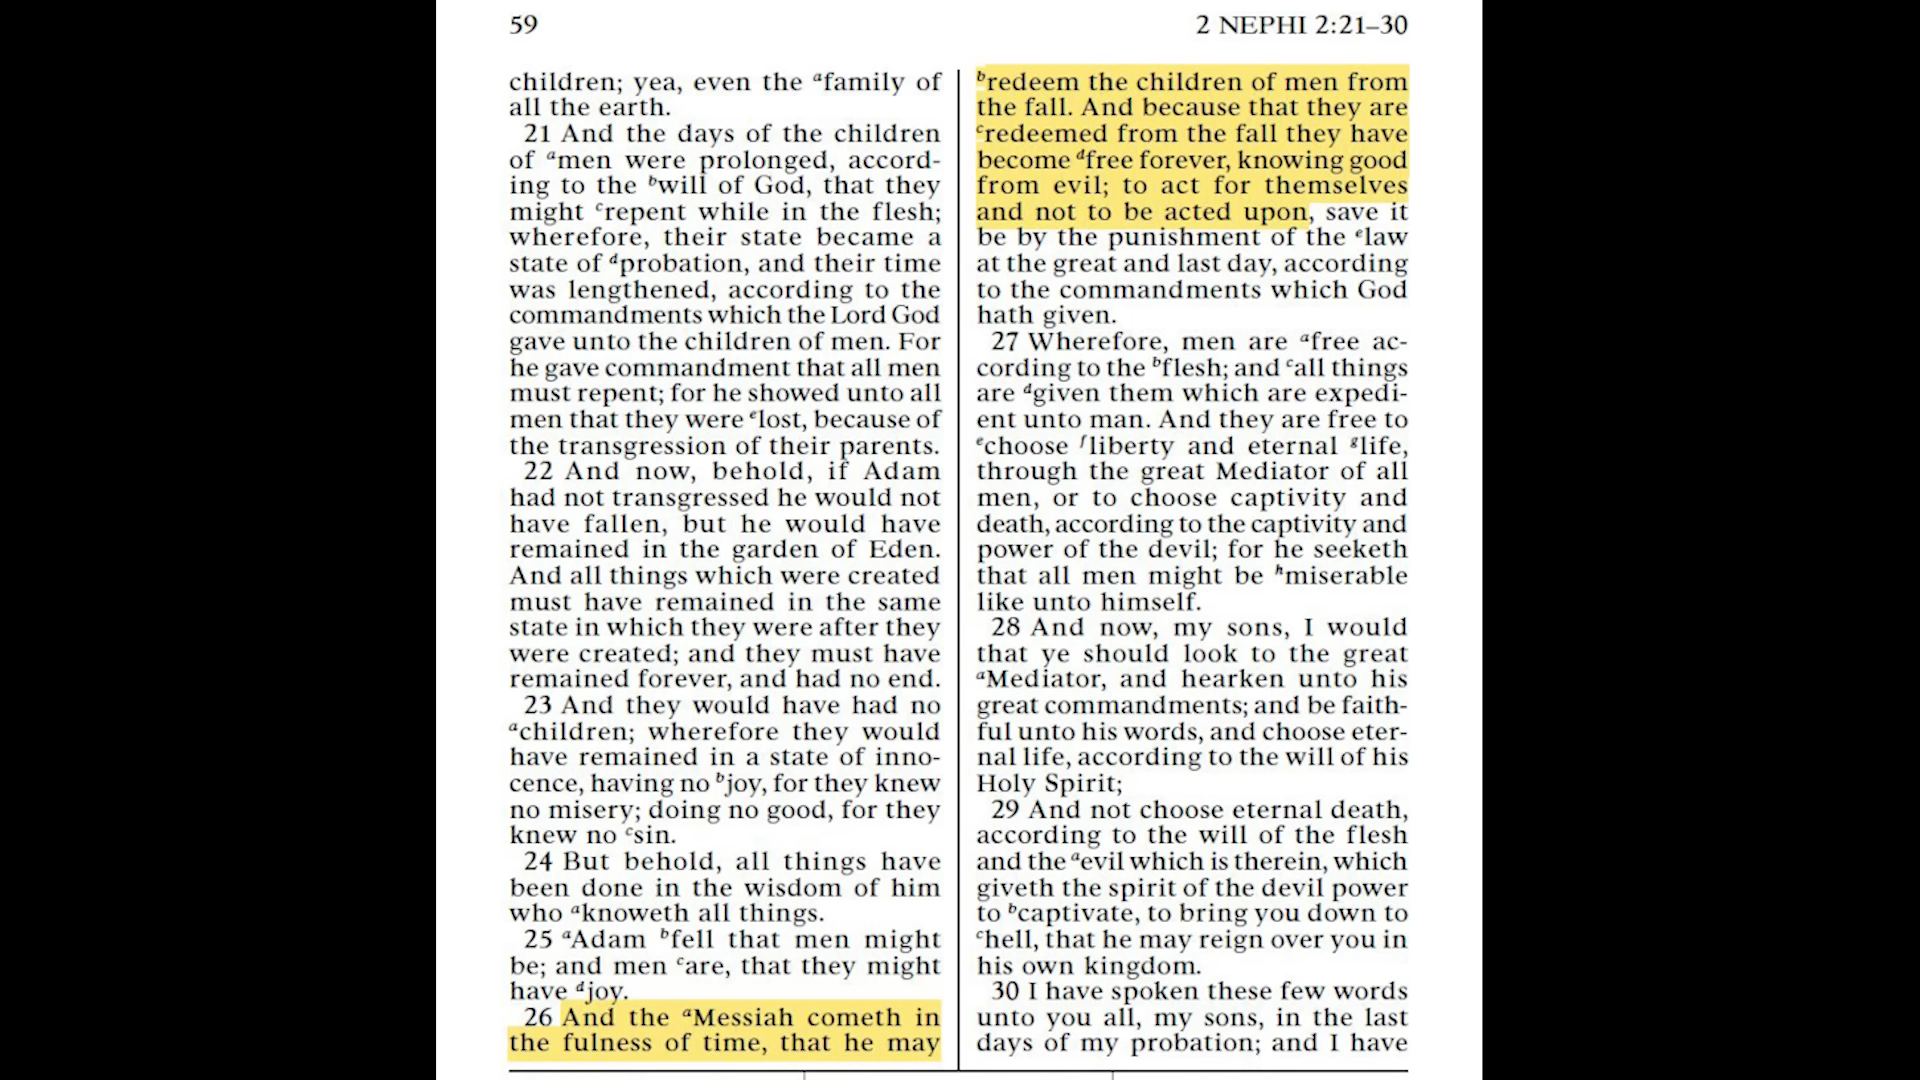 59
2 NEPHI 2:21–30
children; yea, even the ᵃfamily of
all the earth.
21 And the days of the children
of ᵃmen were prolonged, accord-
ing to the ᵇwill of God, that they
might ᶜrepent while in the flesh;
wherefore, their state became a
state of ᵈprobation, and their time
was lengthened, according to the
commandments which the Lord God
gave unto the children of men. For
he gave commandment that all men
must repent; for he showed unto all
men that they were ᵉlost, because of
the transgression of their parents.
22 And now, behold, if Adam
had not transgressed he would not
have fallen, but he would have
remained in the garden of Eden.
And all things which were created
must have remained in the same
state in which they were after they
were created; and they must have
remained forever, and had no end.
23 And they would have had no
ᵃchildren; wherefore they would
have remained in a state of inno-
cence, having no ᵇjoy, for they knew
no misery; doing no good, for they
knew no ᶜsin.
24 But behold, all things have
been done in the wisdom of him
who ᵃknoweth all things.
25 ᵃAdam ᵇfell that men might
be; and men ᶜare, that they might
have ᵈjoy.
26 And the ᵃMessiah cometh in
the fulness of time, that he may
ᵇredeem the children of men from
the fall. And because that they are
ᶜredeemed from the fall they have
become ᵈfree forever, knowing good
from evil; to act for themselves
and not to be acted upon, save it
be by the punishment of the ᵉlaw
at the great and last day, according
to the commandments which God
hath given.
27 Wherefore, men are ᵃfree ac-
cording to the ᵇflesh; and ᶜall things
are ᵈgiven them which are expedi-
ent unto man. And they are free to
ᵉchoose ᶠliberty and eternal ᵍlife,
through the great Mediator of all
men, or to choose captivity and
death, according to the captivity and
power of the devil; for he seeketh
that all men might be ʰmiserable
like unto himself.
28 And now, my sons, I would
that ye should look to the great
ᵃMediator, and hearken unto his
great commandments; and be faith-
ful unto his words, and choose eter-
nal life, according to the will of his
Holy Spirit;
29 And not choose eternal death,
according to the will of the flesh
and the ᵃevil which is therein, which
giveth the spirit of the devil power
to ᵇcaptivate, to bring you down to
ᶜhell, that he may reign over you in
his own kingdom.
30 I have spoken these few words
unto you all, my sons, in the last
days of my probation; and I have